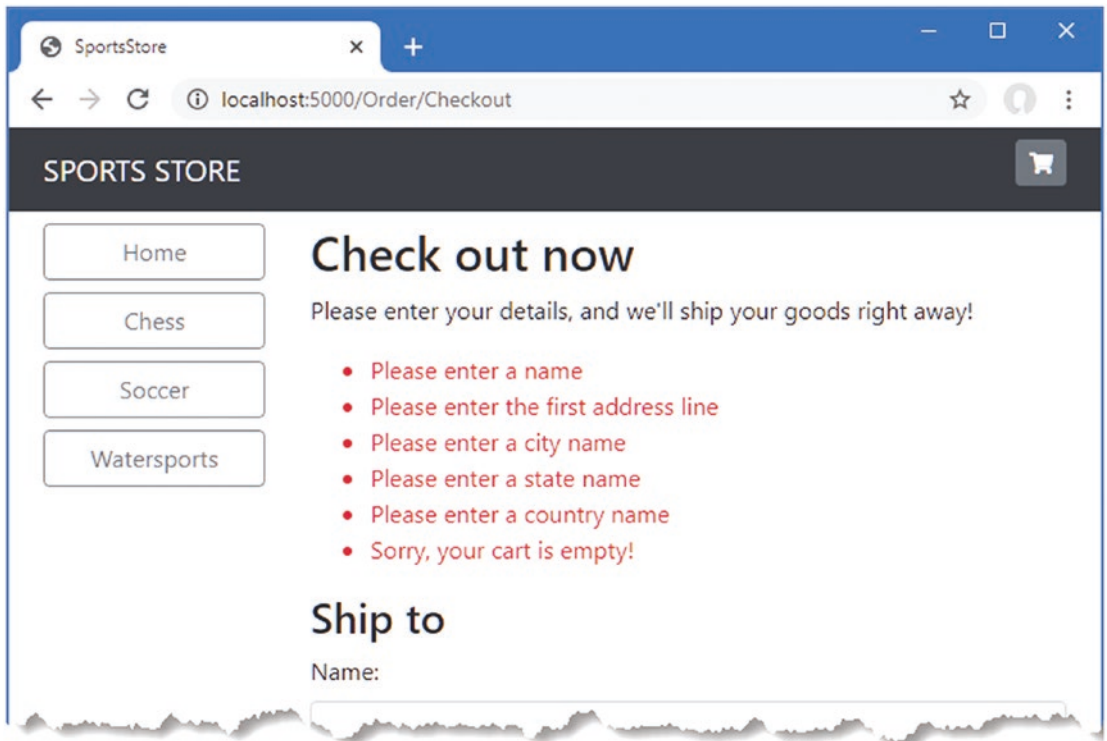 SportsStore
localhost:5000/Order/Checkout
SPORTS STORE
Home
Chess
Soccer
Watersports
Check out now
Please enter your details, and we'll ship your goods right away!
• Please enter a name
• Please enter the first address line
• Please enter a city name
• Please enter a state name
• Please enter a country name
• Sorry, your cart is empty!
Ship to
Name: